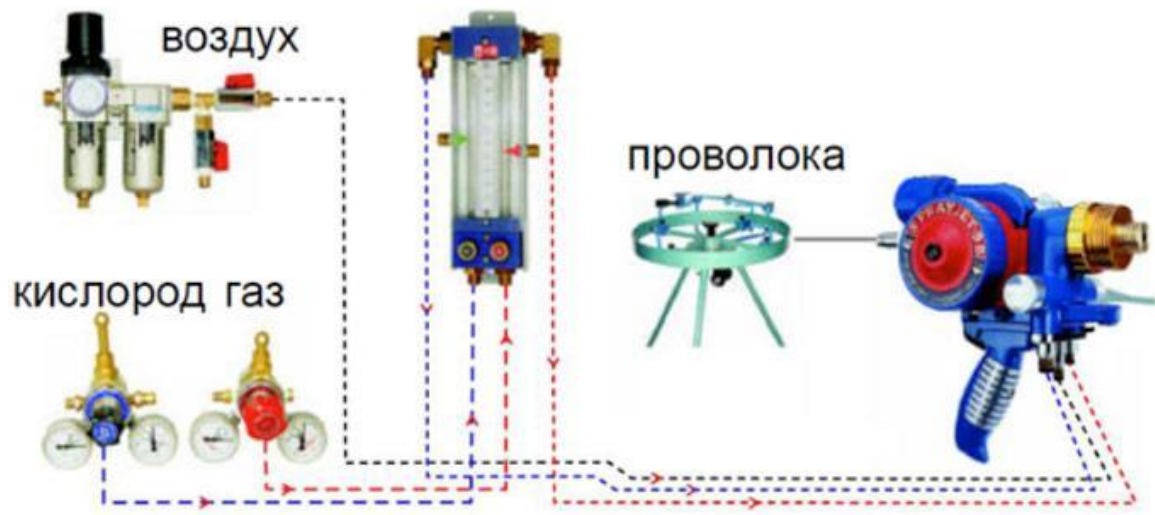 воздух
проволока
кислород газ